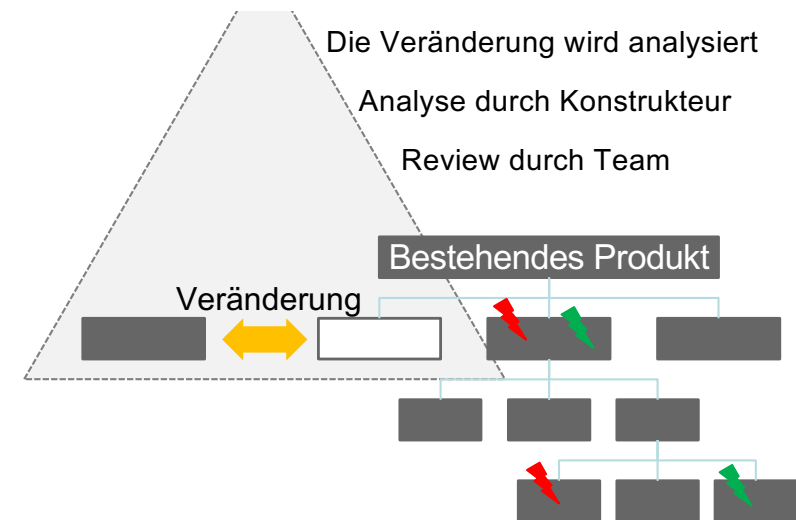 Die Veränderung wird analysiert
Analyse durch Konstrukteur
Review durch Team
Bestehendes Produkt
Veränderung